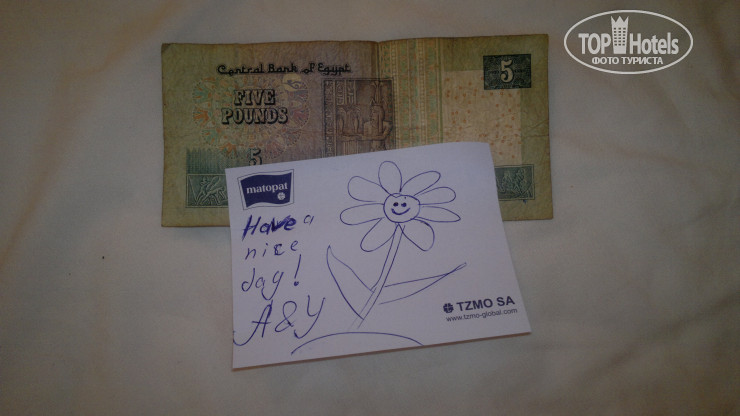 TOP Hotels
ФОТО ТУРИСТА
Central Bank of Egypt
FIVE
POUNDS
5
5
matopat
Have a
nice
day!
A&Y
TZMO SA
www.tzmo-global.com